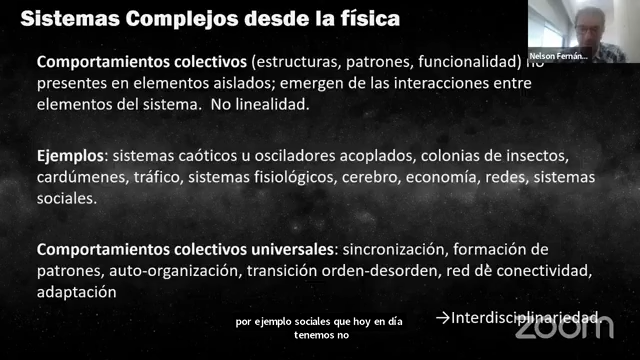 Sistemas Complejos desde la física
Nelson Fernán...
Comportamientos colectivos (estructuras, patrones, funcionalidad) no
presentes en elementos aislados; emergen de las interacciones entre
elementos del sistema. No linealidad.
Ejemplos: sistemas caóticos u osciladores acoplados, colonias de insectos,
cardúmenes, tráfico, sistemas fisiológicos, cerebro, economía, redes, sistemas
sociales.
Comportamientos colectivos universales: sincronización, formación de
patrones, auto-organización, transición orden-desorden, red de conectividad,
adaptación
→Interdisciplinariedad.
zoom
por ejemplo sociales que hoy en día
tenemos no